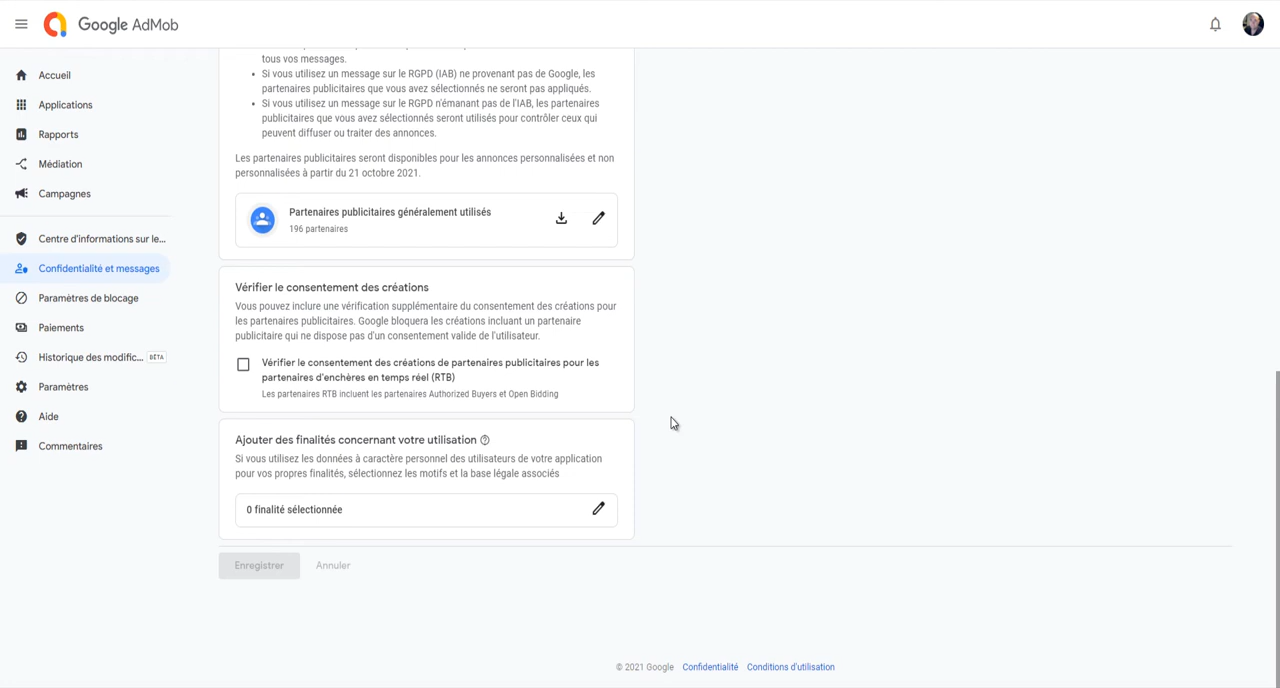 Google AdMob
Accueil
Applications
Rapports
Médiation
Campagnes
Centre d'informations sur le...
Confidentialité et messages
Paramètres de blocage
Paiements
Historique des modific... BÊTA
Paramètres
Aide
Commentaires
tous vos messages.
• Si vous utilisez un message sur le RGPD (IAB) ne provenant pas de Google, les
partenaires publicitaires que vous avez sélectionnés ne seront pas appliqués.
• Si vous utilisez un message sur le RGPD n'émanant pas de l'IAB, les partenaires
publicitaires que vous avez sélectionnés seront utilisés pour contrôler ceux qui
peuvent diffuser ou traiter des annonces.
Les partenaires publicitaires seront disponibles pour les annonces personnalisées et non
personnalisées à partir du 21 octobre 2021.
Partenaires publicitaires généralement utilisés
196 partenaires
Vérifier le consentement des créations
Vous pouvez inclure une vérification supplémentaire du consentement des créations pour
les partenaires publicitaires. Google bloquera les créations incluant un partenaire
publicitaire qui ne dispose pas d'un consentement valide de l'utilisateur.
Vérifier le consentement des créations de partenaires publicitaires pour les
partenaires d'enchères en temps réel (RTB)
Les partenaires RTB incluent les partenaires Authorized Buyers et Open Bidding
Ajouter des finalités concernant votre utilisation
Si vous utilisez les données à caractère personnel des utilisateurs de votre application
pour vos propres finalités, sélectionnez les motifs et la base légale associés
0 finalité sélectionnée
Enregistrer
Annuler
© 2021 Google Confidentialité Conditions d'utilisation